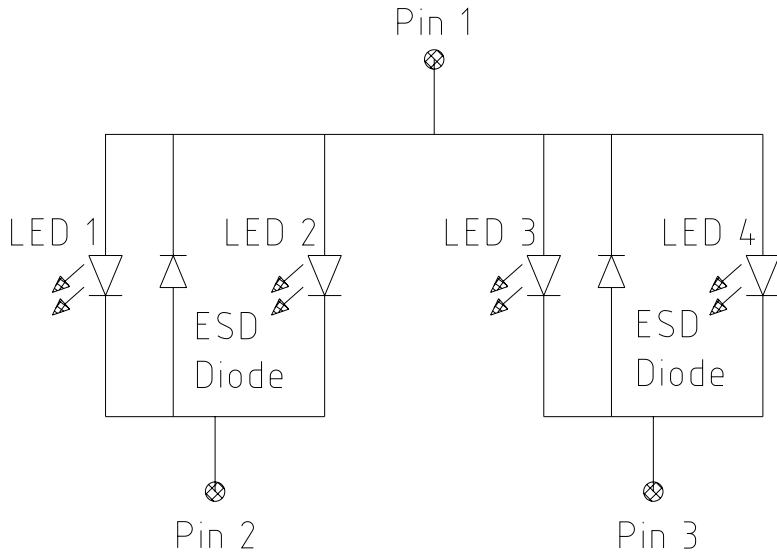 Pin 1
LED 1
LED 2
LED 3
LED 4
ESD
Diode
ESD
Diode
Pin 2
Pin 3